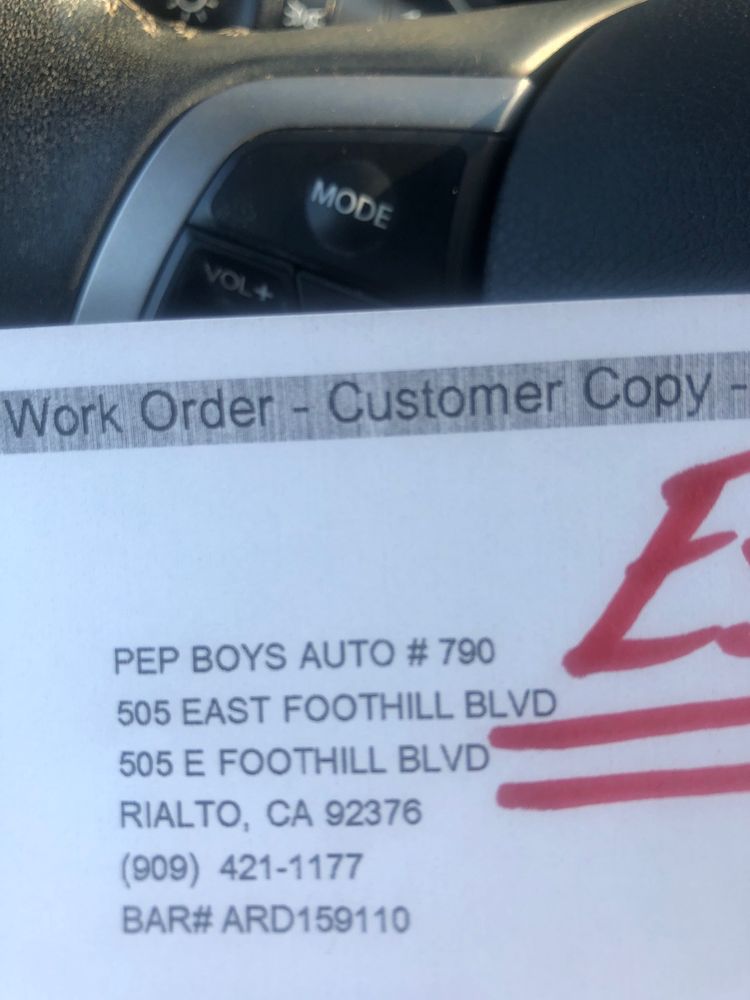 MODE
VOL+
Work Order - Customer Copy -
PEP BOYS AUTO # 790
505 EAST FOOTHILL BLVD
505 E FOOTHILL BLVD
RIALTO, CA 92376
(909) 421-1177
BAR# ARD159110